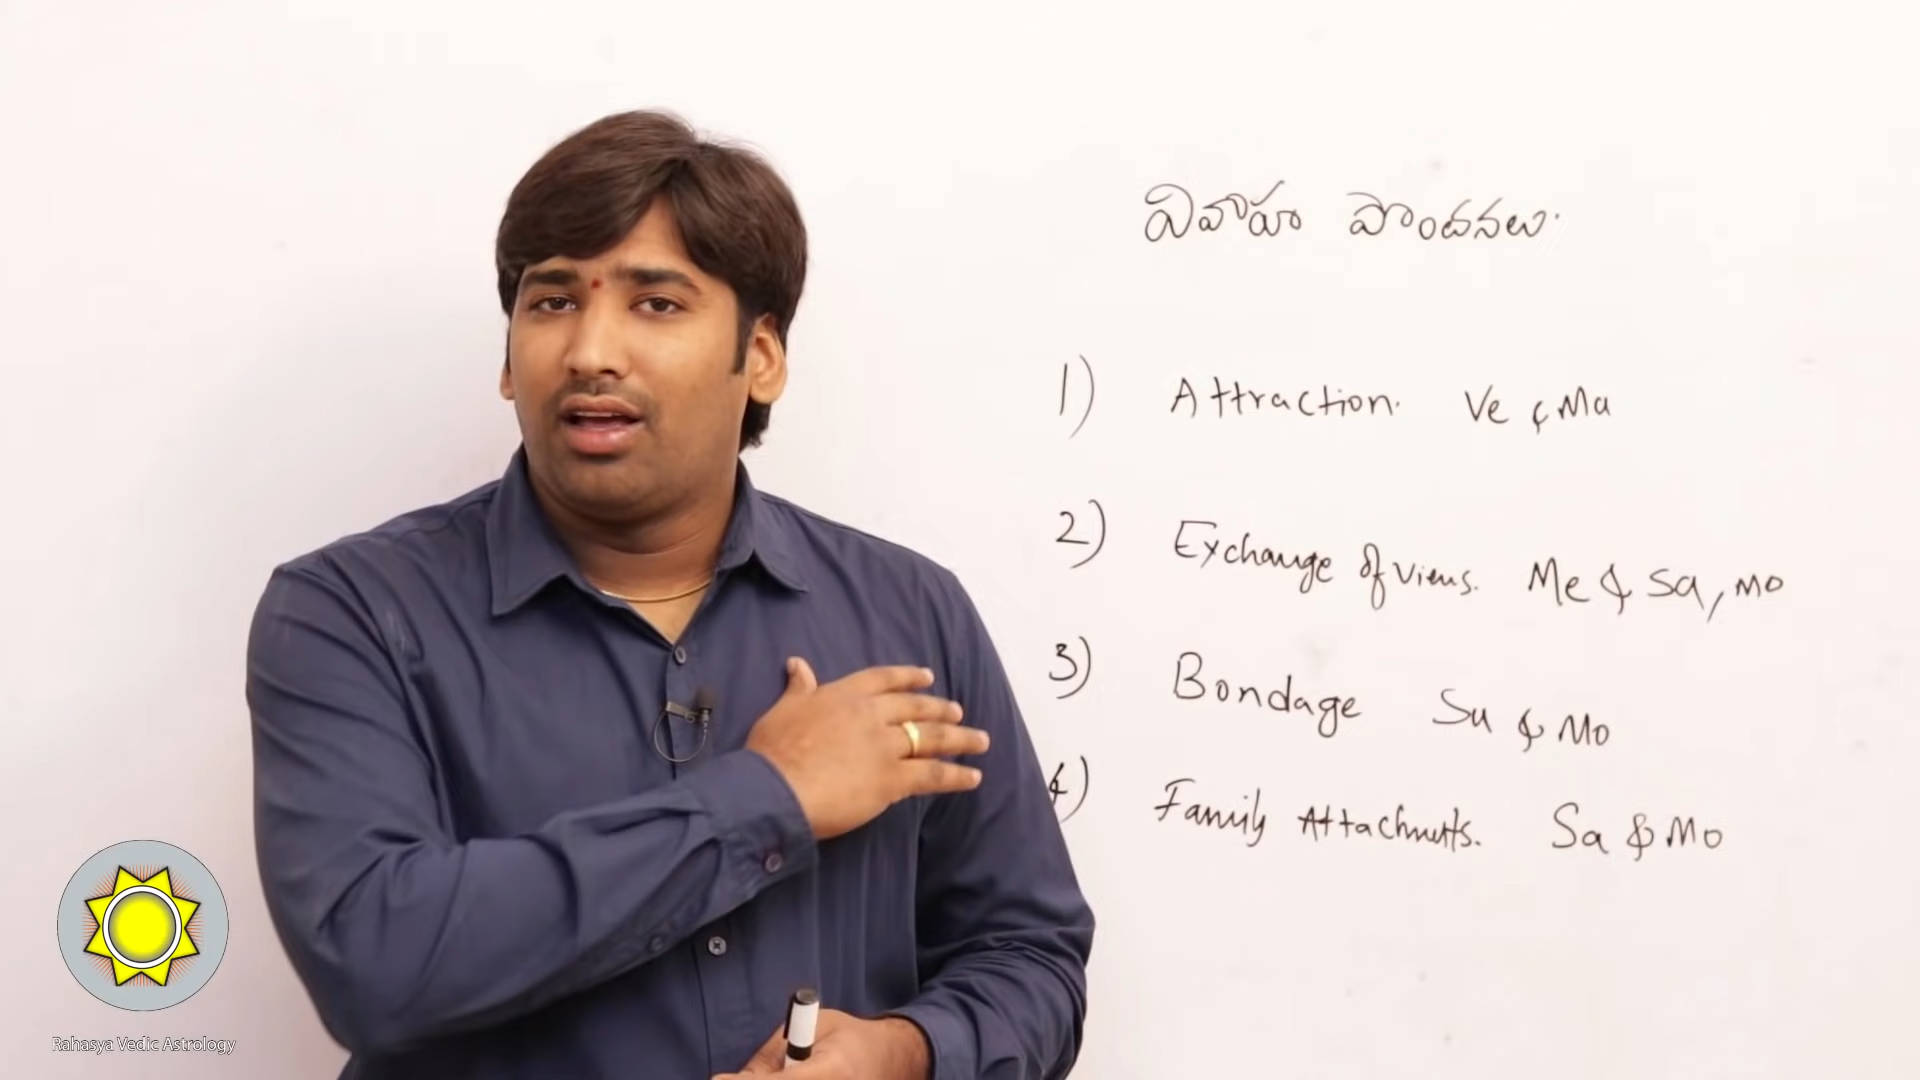 వివాహ పొంతనలు.
1) Attraction. Ve & Ma
2) Exchange of views. Me & Sa, Mo
3) Bondage Su & Mo
4) Family Attachments. Sa & Mo
Rahasya Vedic Astrology